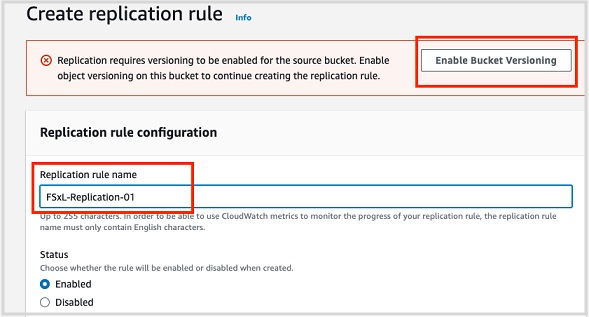 Create replication rule Info
Replication requires versioning to be enabled for the source bucket. Enable
object versioning on this bucket to continue creating the replication rule.
Enable Bucket Versioning
Replication rule configuration
Replication rule name
FSxL-Replication-01
Up to 255 characters. In order to be able to use CloudWatch metrics to monitor the progress of your replication rule, the replication rule
name must only contain English characters.
Status
Choose whether the rule will be enabled or disabled when created.
Enabled
Disabled